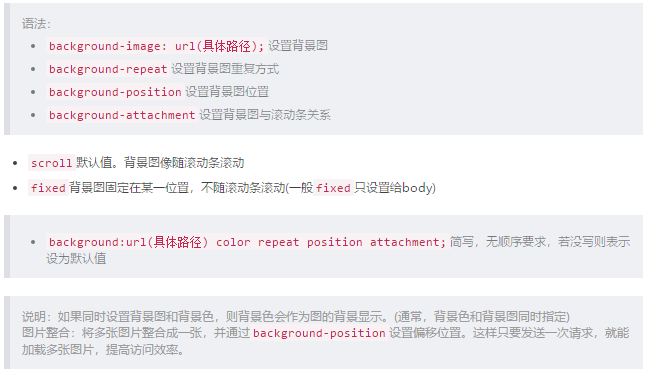 语法：
background-image: url(具体路径); 设置背景图
background-repeat 设置背景图重复方式
background-position 设置背景图位置
background-attachment 设置背景图与滚动条关系
scroll 默认值。背景图像随滚动条滚动
fixed 背景图固定在某一位置，不随滚动条滚动(一般 fixed 只设置给body)
background:url(具体路径) color repeat position attachment; 简写，无顺序要求，若没写则表示
设为默认值
说明：如果同时设置背景图和背景色，则背景色会作为图的背景显示。(通常，背景色和背景图同时指定)
图片整合：将多张图片整合成一张，并通过 background-position 设置偏移位置。这样只要发送一次请求，就能
加载多张图片，提高访问效率。